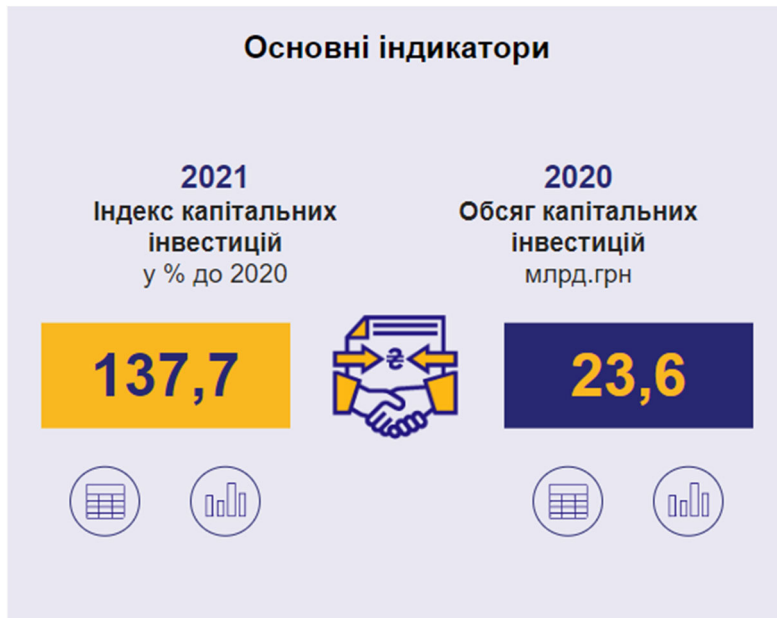 Основні індикатори
2021
Індекс капітальних
інвестицій
у % до 2020
137,7
2020
Обсяг капітальних
інвестицій
млрд.грн
₴
23,6